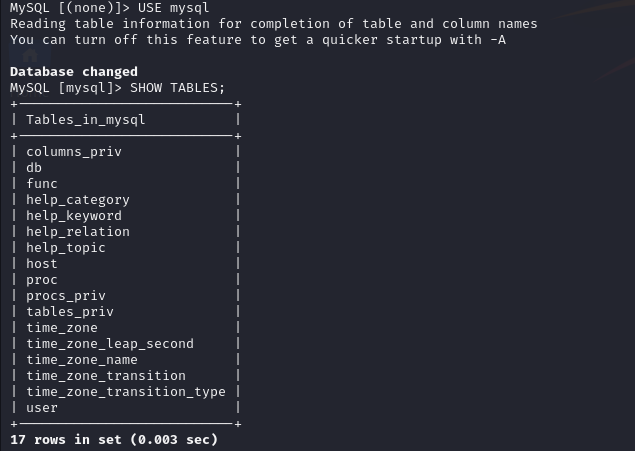 MySQL [(none)]> USE mysql
Reading table information for completion of table and column names
You can turn off this feature to get a quicker startup with -A
Database changed
MySQL [mysql]> SHOW TABLES;
+---------------------------+
| Tables_in_mysql           |
+---------------------------+
| columns_priv              |
| db                        |
| func                      |
| help_category             |
| help_keyword              |
| help_relation             |
| help_topic                |
| host                      |
| proc                      |
| procs_priv                |
| tables_priv               |
| time_zone                 |
| time_zone_leap_second     |
| time_zone_name            |
| time_zone_transition      |
| time_zone_transition_type |
| user                      |
+---------------------------+
17 rows in set (0.003 sec)